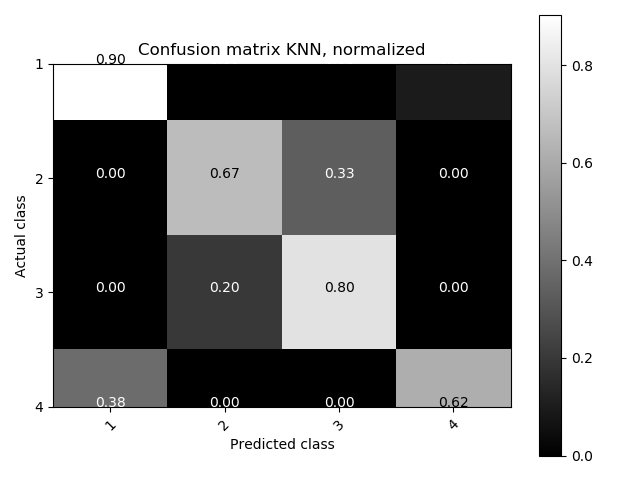 Confusion matrix KNN, normalized
0.90
1
0.8
0.00 0.67 0.33 0.00
2
0.6
Actual class
0.4
0.00 0.20 0.80 0.00
3
0.2
0.38 0.00 0.00 0.62
4
0.0
1 2 3 4
Predicted class